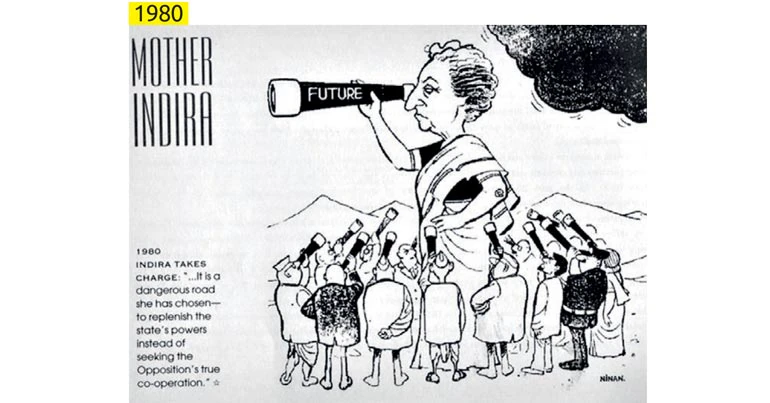 1980
MOTHER
INDIRA
FUTURE
1980
INDIRA TAKES
CHARGE: "...It is a
dangerous road
she has chosen—
to replenish the
state's powers
instead of
seeking the
Opposition's true
co-operation." ☆
NINAN.